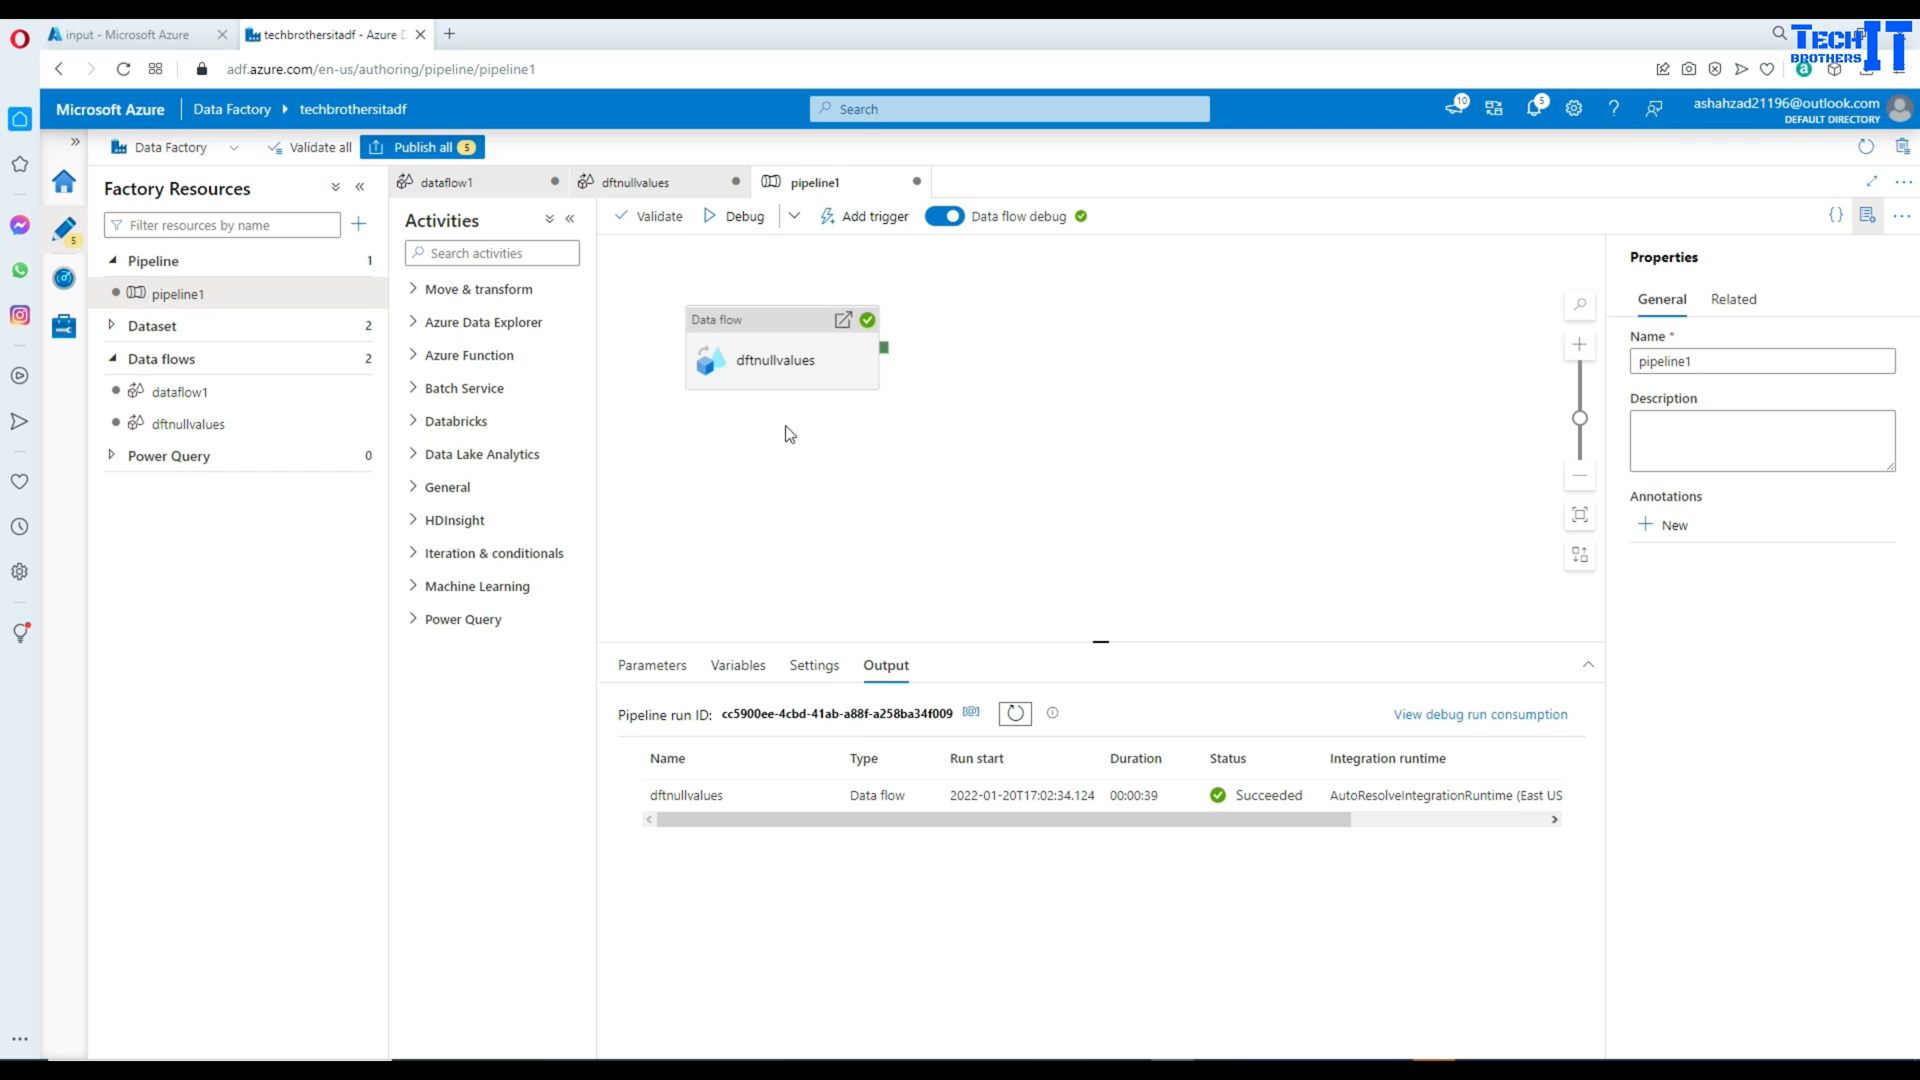 input - Microsoft Azure
techbrothersitadf - Azure D
TECH BROTHERS IT
adf.azure.com/en-us/authoring/pipeline/pipeline1
Microsoft Azure
Data Factory
techbrothersitadf
Search
10
5
ashahzad21196@outlook.com
DEFAULT DIRECTORY
Data Factory
Validate all
Publish all 5
Factory Resources
dataflow1
dftnullvalues
pipeline1
Filter resources by name
Activities
Validate
Debug
Add trigger
Data flow debug
5
Search activities
Pipeline 1
pipeline1
Dataset 2
Data flows 2
dataflow1
dftnullvalues
Power Query 0
Move & transform
Azure Data Explorer
Azure Function
Batch Service
Databricks
Data Lake Analytics
General
HDInsight
Iteration & conditionals
Machine Learning
Power Query
Data flow
dftnullvalues
Properties
General
Related
Name *
pipeline1
Description
Annotations
New
Parameters
Variables
Settings
Output
Pipeline run ID: cc5900ee-4cbd-41ab-a88f-a258ba34f009
View debug run consumption
Name Type Run start Duration Status Integration runtime
dftnullvalues Data flow 2022-01-20T17:02:34.124 00:00:39 Succeeded AutoResolveIntegrationRuntime (East US